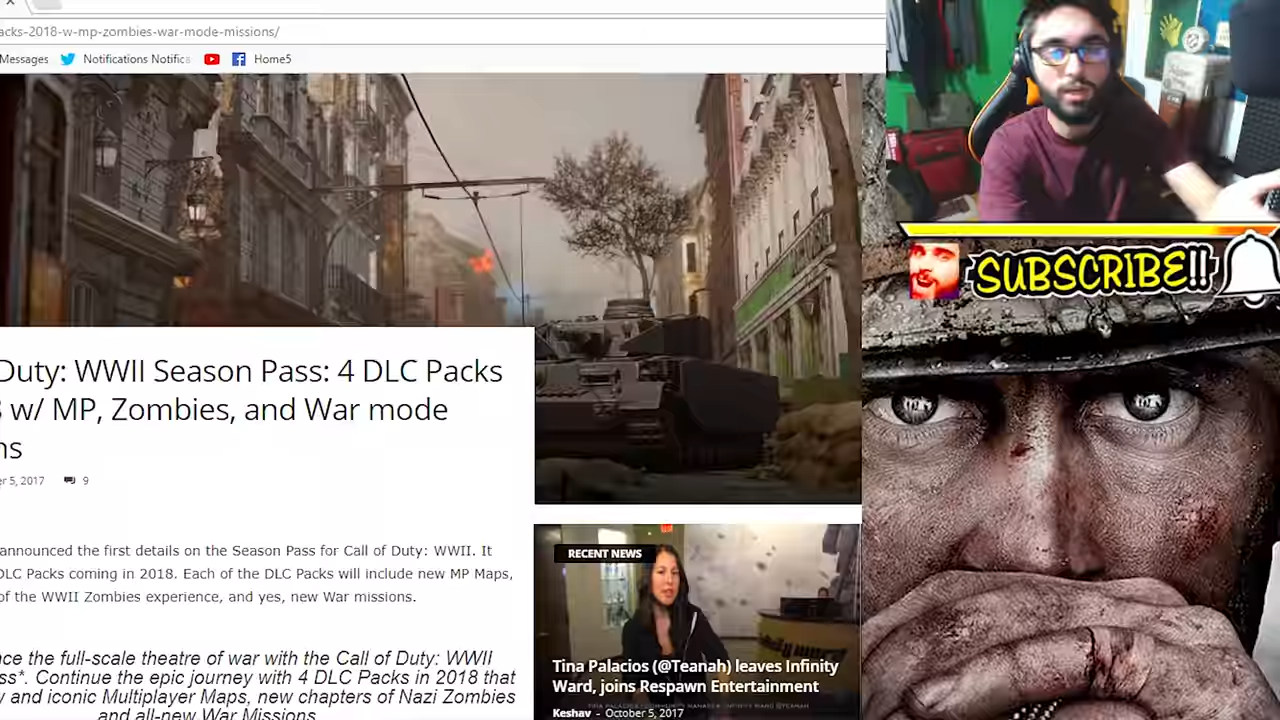 acks-2018-w-mp-zombies-war-mode-missions/
Messages
Notifications Notific
Home5
SUBSCRIBE!!
Duty: WWII Season Pass: 4 DLC Packs
w/ MP, Zombies, and War mode
ns
er 5, 2017
9
announced the first details on the Season Pass for Call of Duty: WWII. It
DLC Packs coming in 2018. Each of the DLC Packs will include new MP Maps,
of the WWII Zombies experience, and yes, new War missions.
nce the full-scale theatre of war with the Call of Duty: WWII
ss*. Continue the epic journey with 4 DLC Packs in 2018 that
y and iconic Multiplayer Maps, new chapters of Nazi Zombies
and all-new War Missions
RECENT NEWS
Tina Palacios (@Teanah) leaves Infinity
Ward, joins Respawn Entertainment
Keshav - October 5, 2017